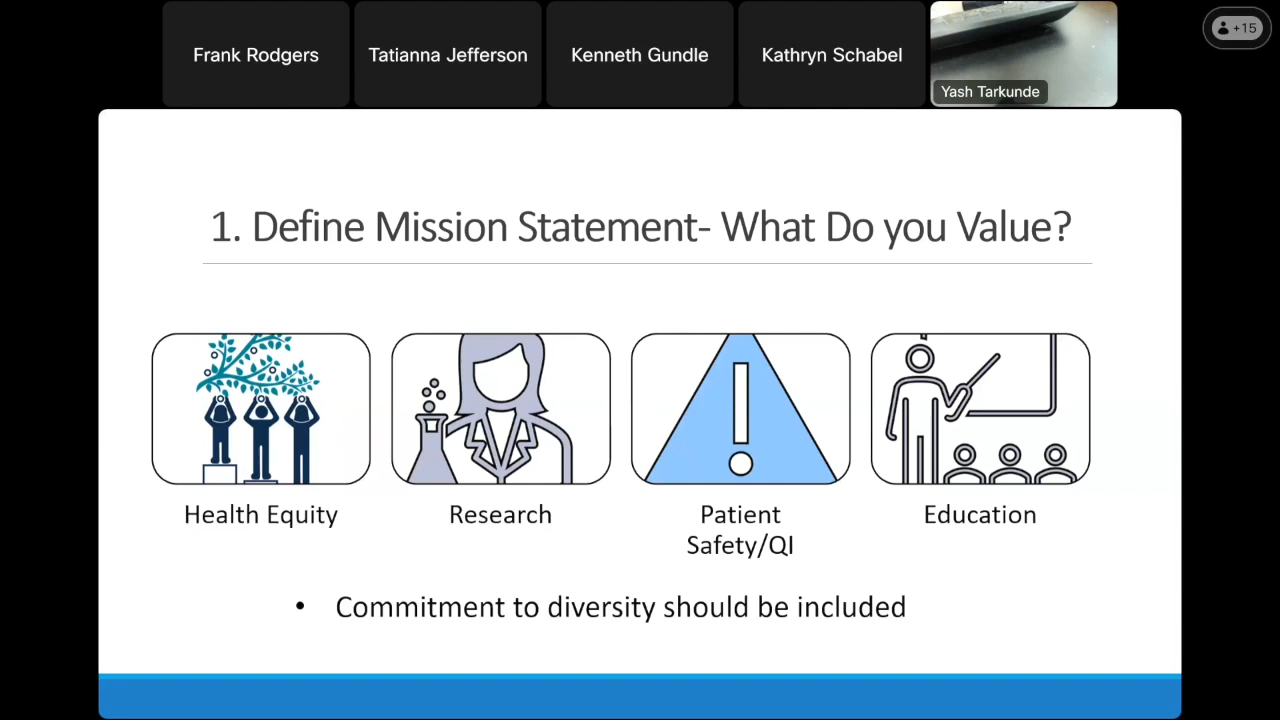 Frank Rodgers
Tatianna Jefferson
Kenneth Gundle
Kathryn Schabel
Yash Tarkunde
+15
1. Define Mission Statement- What Do you Value?
Health Equity
Research
Patient
Safety/QI
Education
• Commitment to diversity should be included